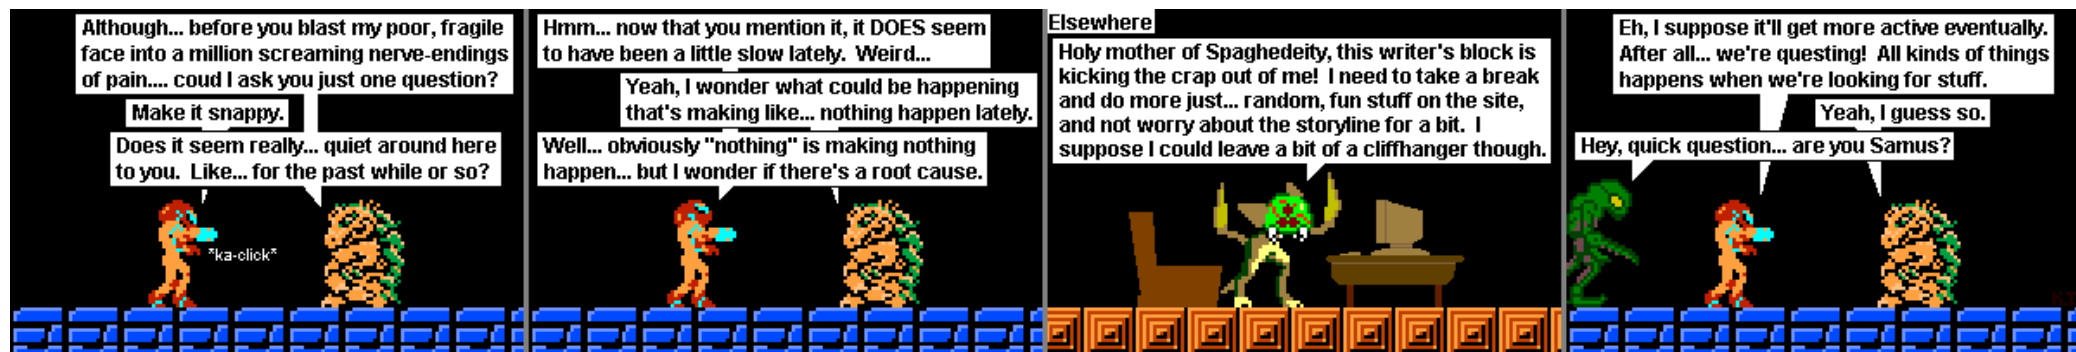 Although... before you blast my poor, fragile
face into a million screaming nerve-endings
of pain.... coud I ask you just one question?
Make it snappy.
Does it seem really... quiet around here
to you. Like... for the past while or so?
*ka-click*
Hmm... now that you mention it, it DOES seem
to have been a little slow lately. Weird...
Yeah, I wonder what could be happening
that's making like... nothing happen lately.
Well... obviously "nothing" is making nothing
happen... but I wonder if there's a root cause.
Elsewhere
Holy mother of Spaghedeity, this writer's block is
kicking the crap out of me! I need to take a break
and do more just... random, fun stuff on the site,
and not worry about the storyline for a bit. I
suppose I could leave a bit of a cliffhanger though.
Eh, I suppose it'll get more active eventually.
After all... we're questing! All kinds of things
happens when we're looking for stuff.
Yeah, I guess so.
Hey, quick question... are you Samus?